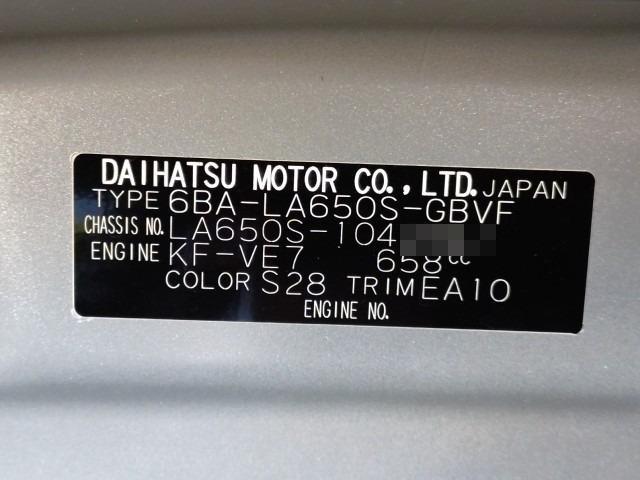 DAIHATSU MOTOR CO., LTD. JAPAN
TYPE 6BA-LA650S-GBVF
CHASSIS NO. LA650S-104
ENGINE KF-VE7 658cc
COLOR S28 TRIM EA10
ENGINE NO.